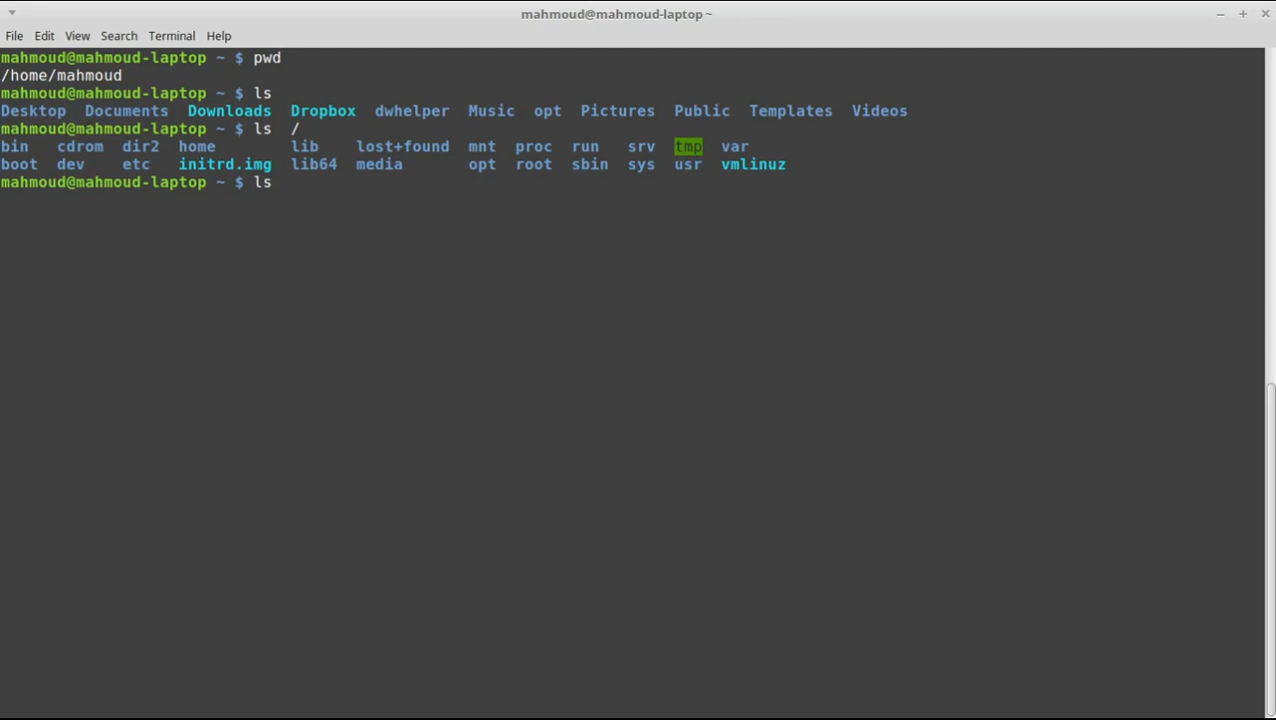 mahmoud@mahmoud-laptop ~
File Edit View Search Terminal Help
mahmoud@mahmoud-laptop ~ $ pwd
/home/mahmoud
mahmoud@mahmoud-laptop ~ $ ls
Desktop Documents Downloads Dropbox dwhelper Music opt Pictures Public Templates Videos
mahmoud@mahmoud-laptop ~ $ ls /
bin cdrom dir2 home lib lost+found mnt proc run srv tmp var
boot dev etc initrd.img lib64 media opt root sbin sys usr vmlinuz
mahmoud@mahmoud-laptop ~ $ ls